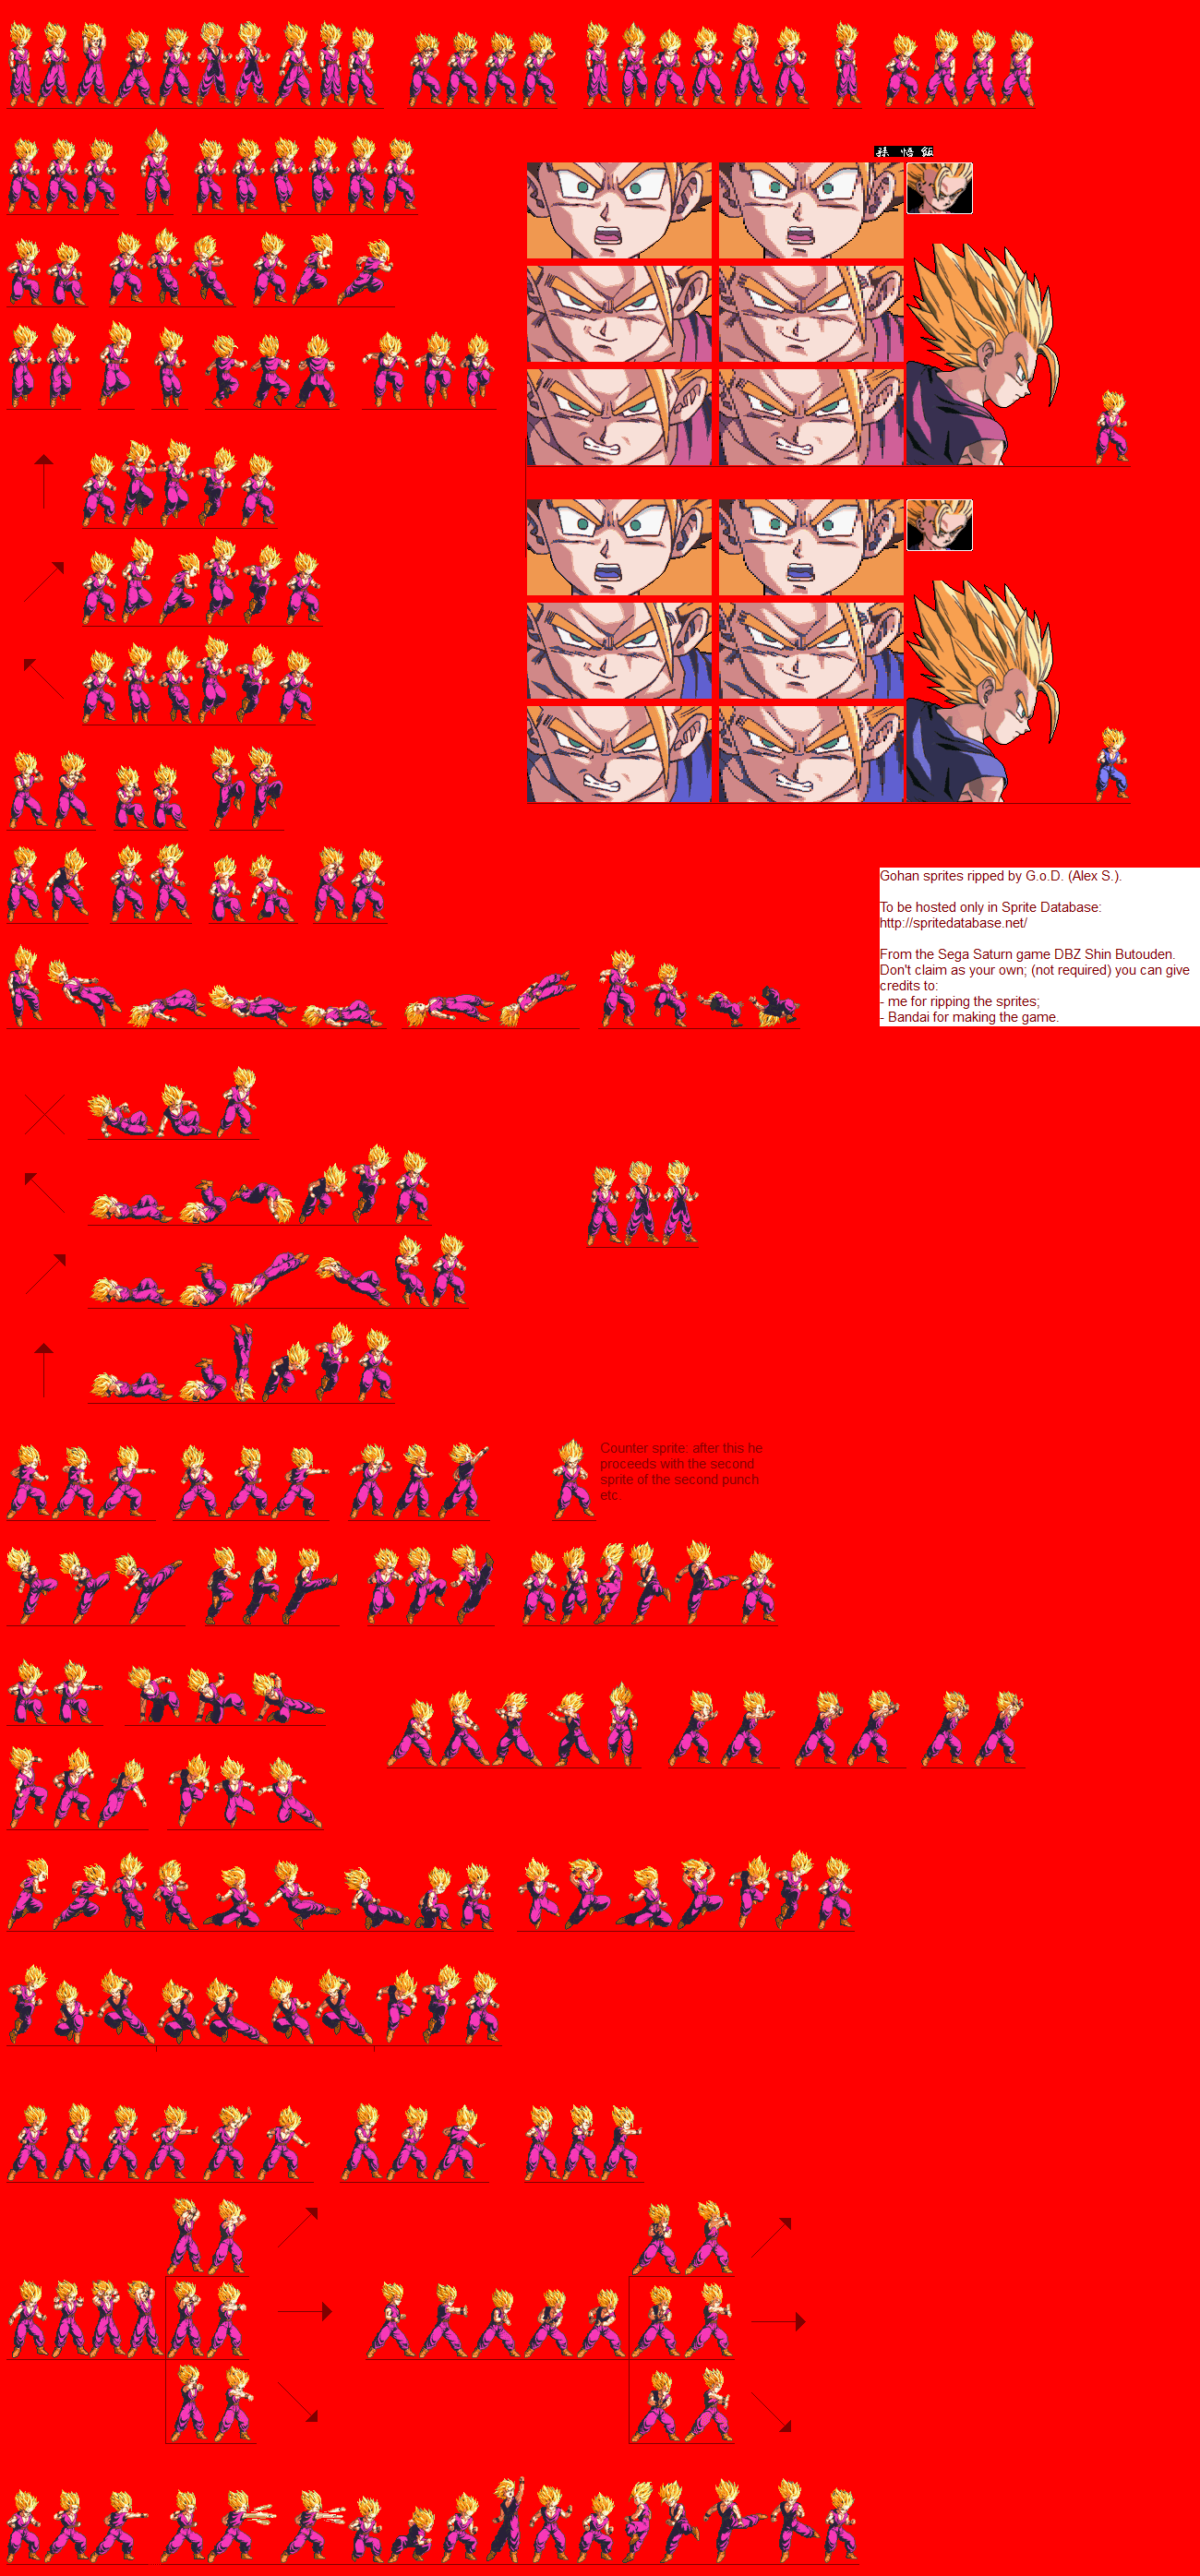 孫 悟 飯
Gohan sprites ripped by G.o.D. (Alex S.).
To be hosted only in Sprite Database:
http://spritedatabase.net/
From the Sega Saturn game DBZ Shin Butouden.
Don't claim as your own; (not required) you can give
credits to:
- me for ripping the sprites;
- Bandai for making the game.
Counter sprite: after this he
proceeds with the second
sprite of the second punch
etc.